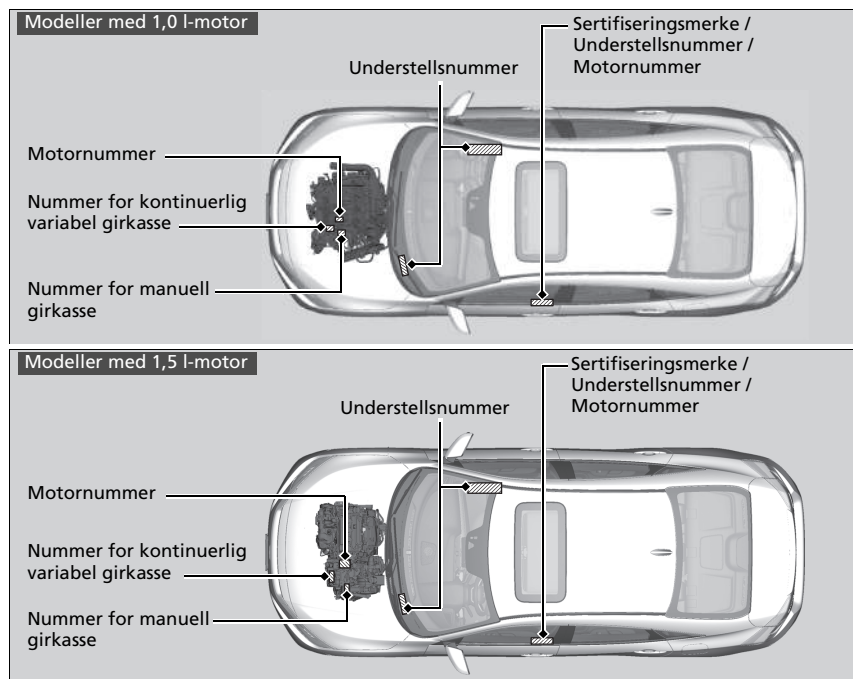 Modeller med 1,0 l-motor
Sertifiseringsmerke /
Understellsnummer /
Motornummer
Understellsnummer
Motornummer
Nummer for kontinuerlig
variabel girkasse
Nummer for manuell
girkasse
Modeller med 1,5 l-motor
Sertifiseringsmerke /
Understellsnummer /
Motornummer
Understellsnummer
Motornummer
Nummer for kontinuerlig
variabel girkasse
Nummer for manuell
girkasse